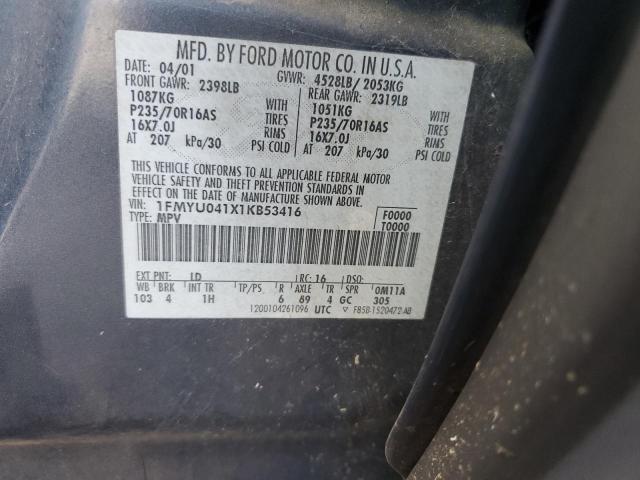 MFD. BY FORD MOTOR CO. IN U.S.A.
DATE: 04/01 GVWR: 4528LB/ 2053KG
FRONT GAWR: 2398LB REAR GAWR: 2319LB
1087KG WITH 1051KG WITH
P235/70R16AS TIRES P235/70R16AS TIRES
16X7.0J RIMS 16X7.0J RIMS
AT 207 kPa/30 PSI COLD AT 207 kPa/30 PSI COLD
THIS VEHICLE CONFORMS TO ALL APPLICABLE FEDERAL MOTOR
VEHICLE SAFETY AND THEFT PREVENTION STANDARDS IN
EFFECT ON THE DATE OF MANUFACTURE SHOWN ABOVE.
VIN: 1FMYU041X1KB53416 F0000
TYPE: MPV T0000
EXT PNT: LD RC: 16 DSO:
WB BRK INT TR TP/PS R AXLE TR SPR 0M11A
103 4 1H 6 89 4 GC 305
1200104261096 UTC ▽ F85B-1520472-AB